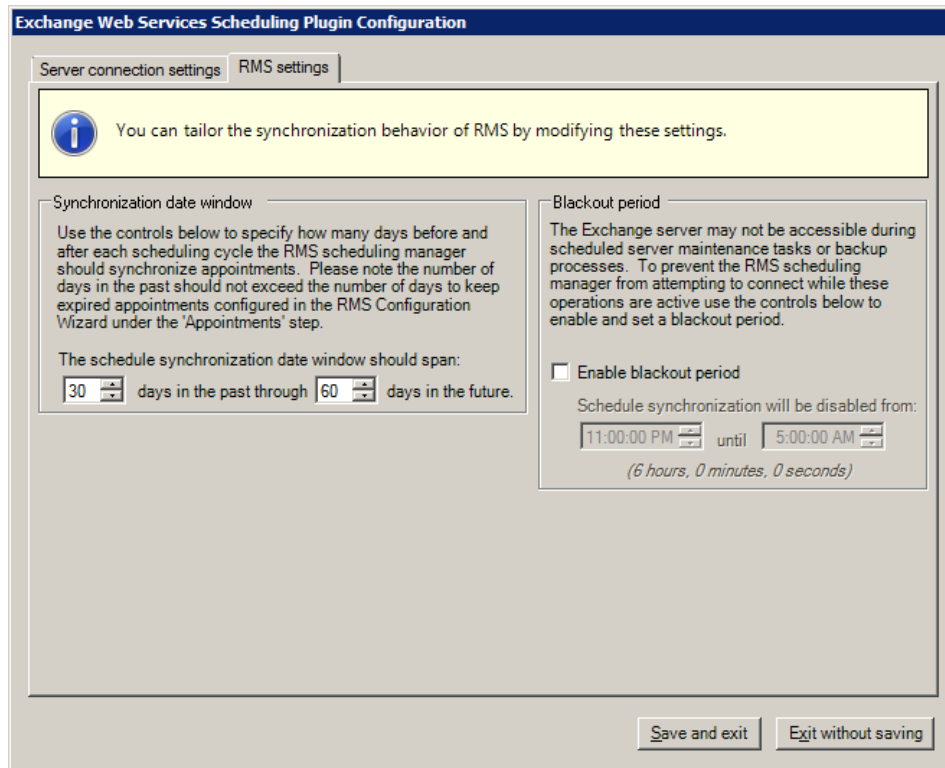 Exchange Web Services Scheduling Plugin Configuration
Server connection settings
RMS settings
You can tailor the synchronization behavior of RMS by modifying these settings.
Synchronization date window
Use the controls below to specify how many days before and
after each scheduling cycle the RMS scheduling manager
should synchronize appointments.  Please note the number of
days in the past should not exceed the number of days to keep
expired appointments configured in the RMS Configuration
Wizard under the 'Appointments' step.
The schedule synchronization date window should span:
30 days in the past through 60 days in the future.
Blackout period
The Exchange server may not be accessible during
scheduled server maintenance tasks or backup
processes.  To prevent the RMS scheduling
manager from attempting to connect while these
operations are active use the controls below to
enable and set a blackout period.
Enable blackout period
Schedule synchronization will be disabled from:
11:00:00 PM until 5:00:00 AM
(6 hours, 0 minutes, 0 seconds)
Save and exit
Exit without saving